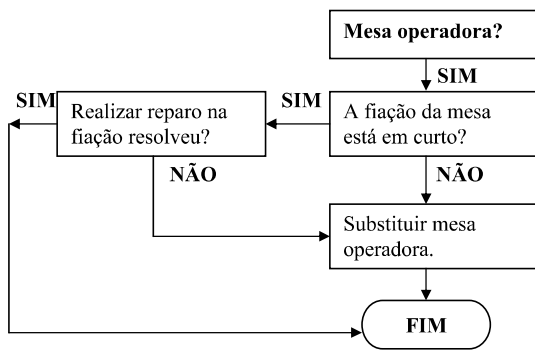 Mesa operadora?
SIM
SIM
Realizar reparo na
fiação resolveu?
SIM
A fiação da mesa
está em curto?
NÃO
NÃO
Substituir mesa
operadora.
FIM